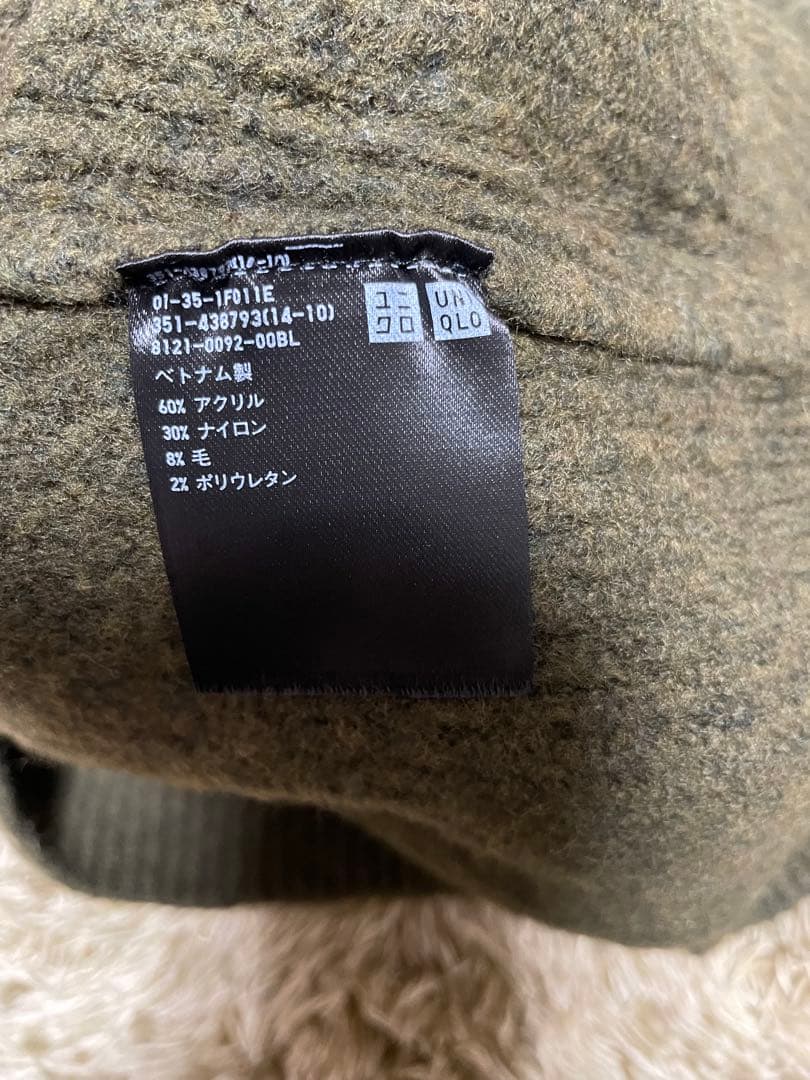 01-35-1F011E
351-438793(14-10)
8121-0092-00BL
ユニクロ
UNIQLO
ベトナム製
60% アクリル
30% ナイロン
8% 毛
2% ポリウレタン